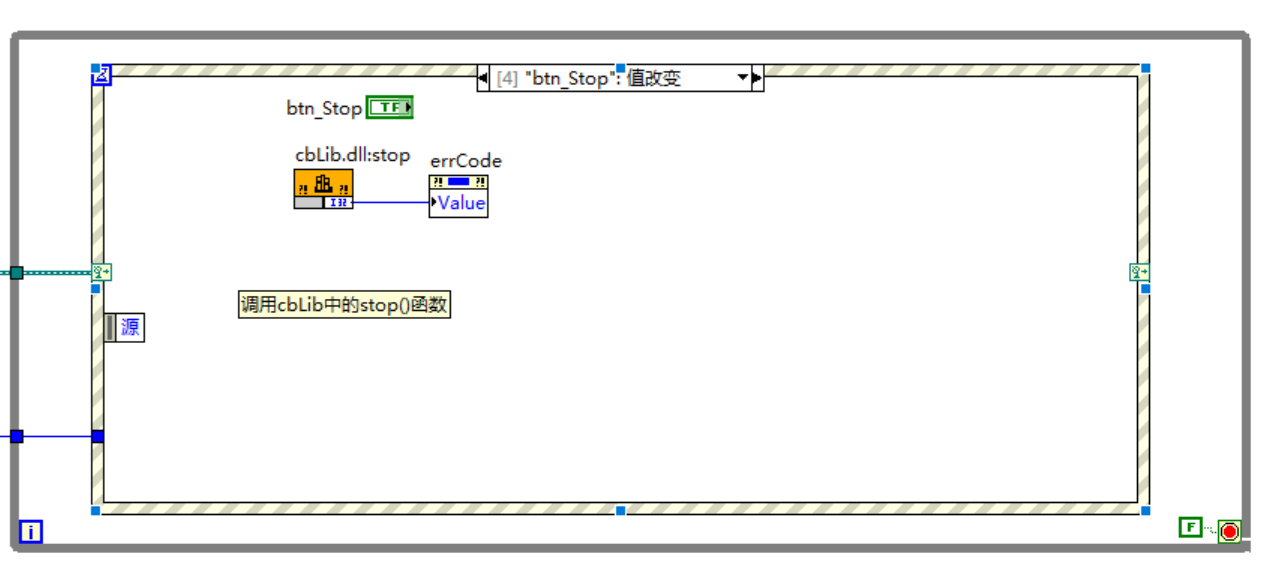 [4] "btn_Stop": 值改变
btn_Stop
TF
cbLib.dll:stop
errCode
?! ?!
?! ?!
I32
Value
调用cbLib中的stop()函数
源
i
F